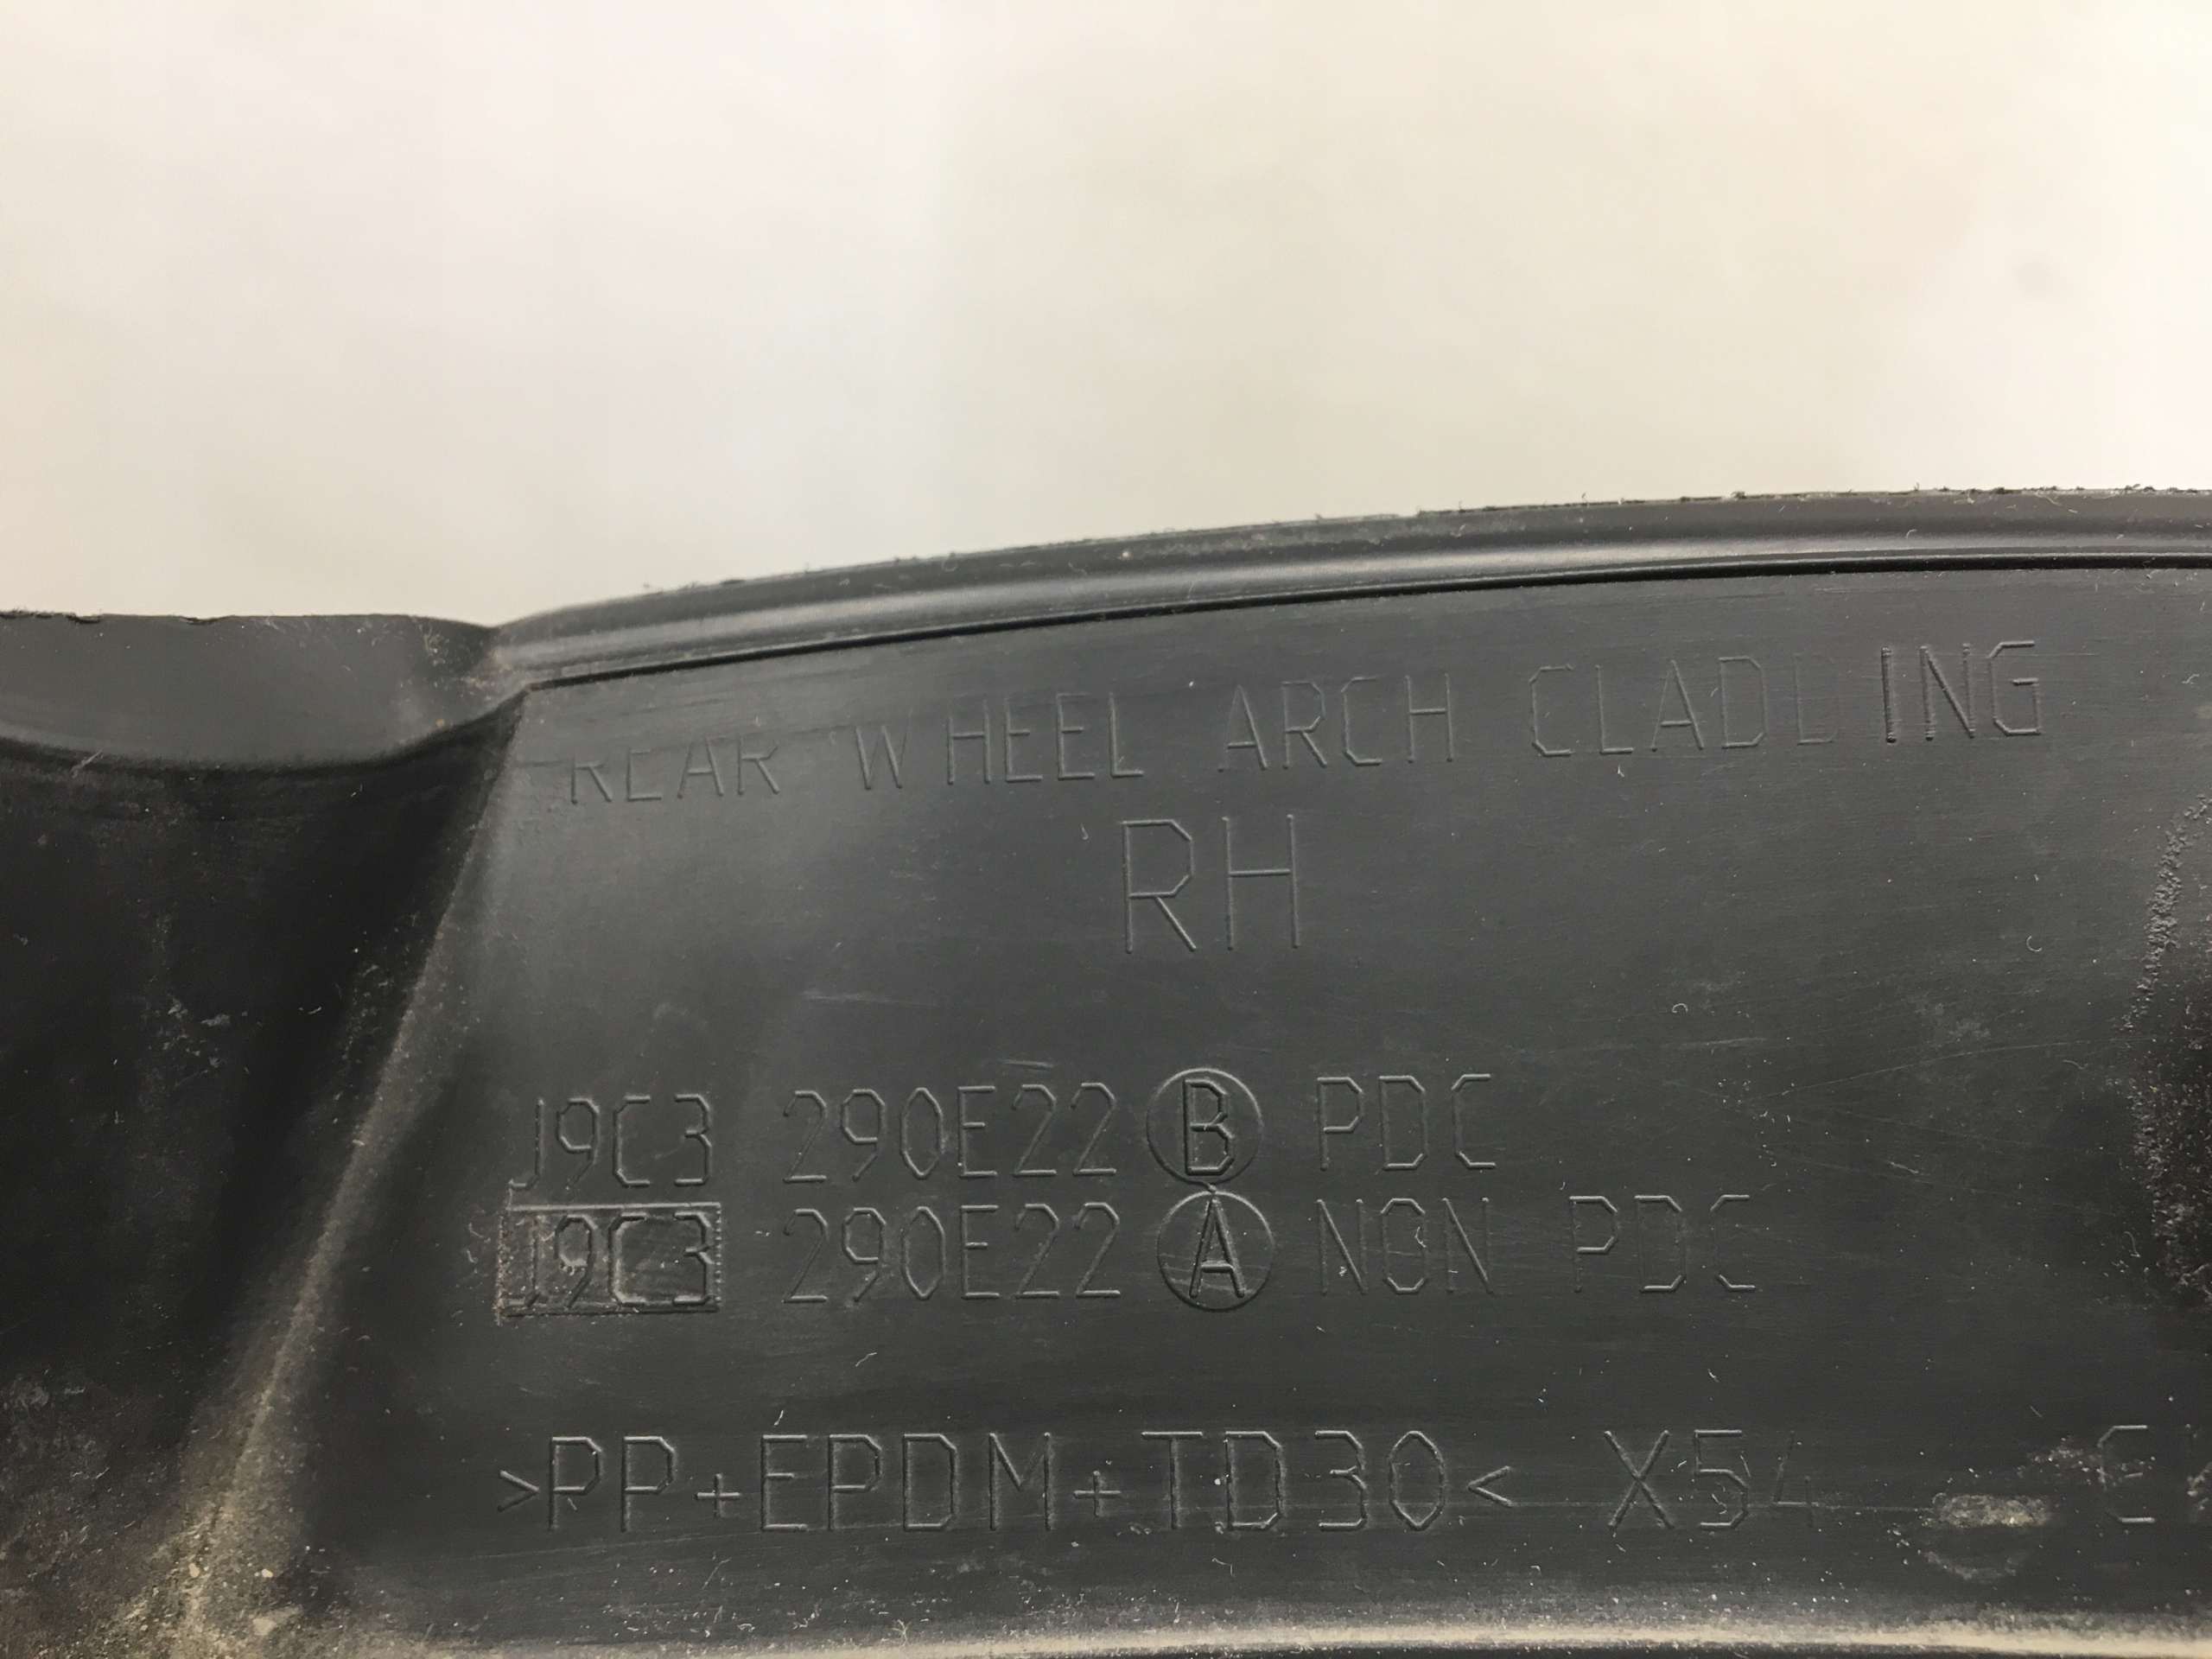 REAR WHEEL ARCH CLADDING
RH
J9C3 290E22 B PDC
J9C3 290E22 A NON PDC
>PP+EPDM+TD30< X54